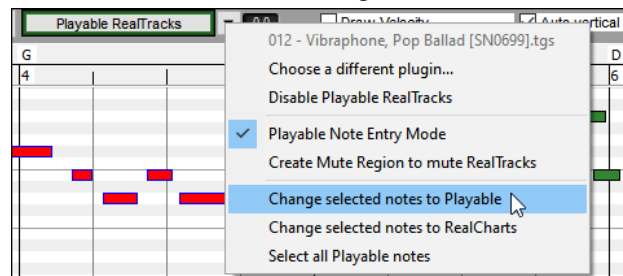 Playable RealTracks
0.0
Draw Velocity
Auto vertical
G
D
4
6
012 - Vibraphone, Pop Ballad [SN0699].tgs
Choose a different plugin...
Disable Playable RealTracks
Playable Note Entry Mode
Create Mute Region to mute RealTracks
Change selected notes to Playable
Change selected notes to RealCharts
Select all Playable notes